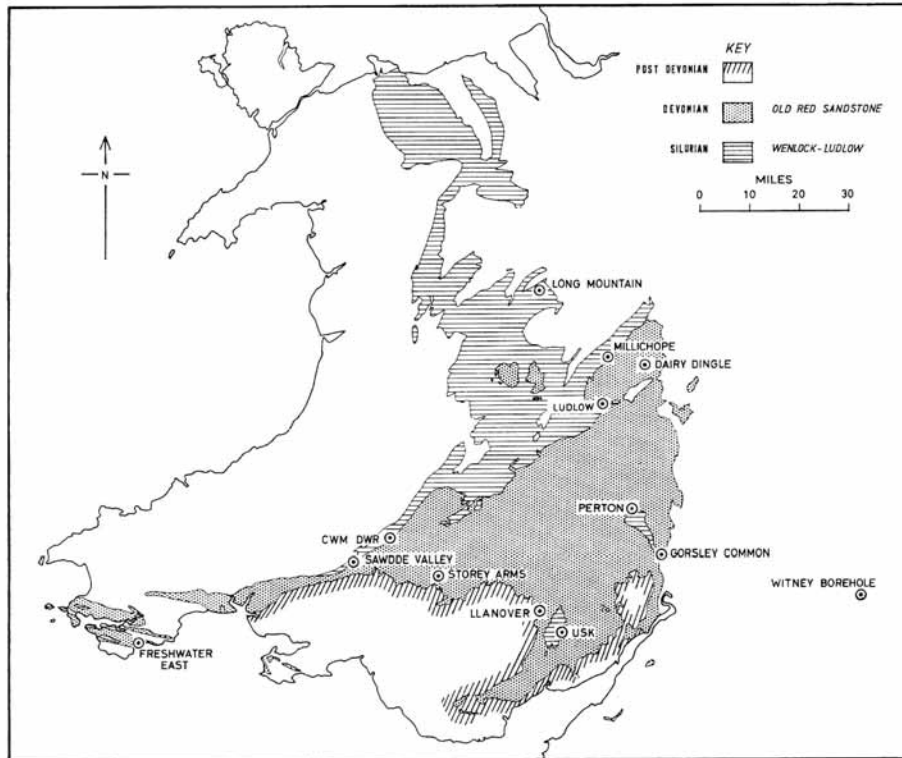 KEY
POST DEVONIAN
DEVONIAN OLD RED SANDSTONE
SILURIAN WENLOCK-LUDLOW
MILES
0 10 20 30
N
LONG MOUNTAIN
MILLICHOPE
DAIRY DINGLE
LUDLOW
PERTON
CWM DWR
GORSLEY COMMON
SAWDDE VALLEY
STOREY ARMS
WITNEY BOREHOLE
LLANOVER
USK
FRESHWATER
EAST